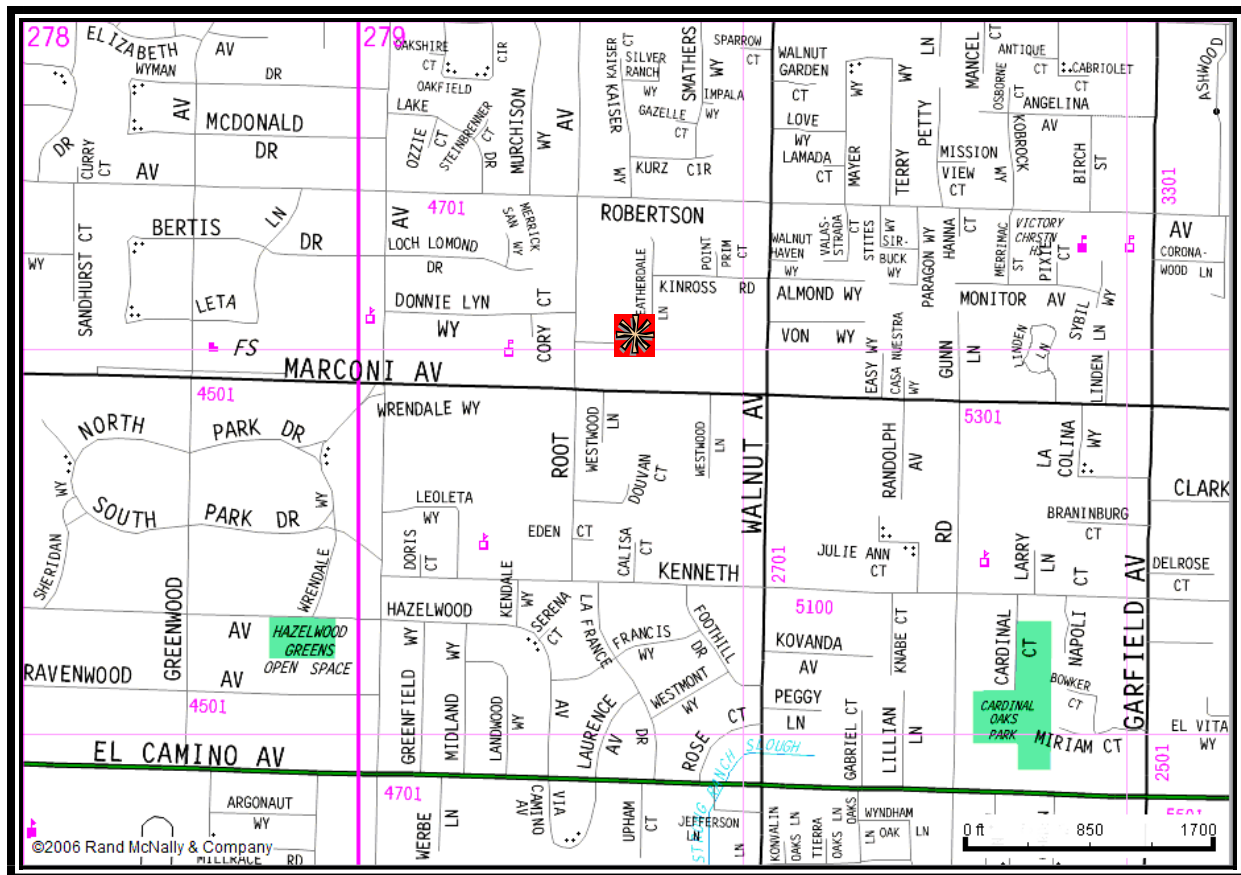 278
279
ELIZABETH
AV
WYMAN
DR
AV
MCDONALD
DR
DR
CURRY
CT
AV
OAKSHIRE
CT
CIR
OAKFIELD
LAKE
OZZIE
CT
STEINBRENNER
CT
DR
MURCHISON
WY
AV
KAISER
KAISER
CT
WY
SILVER
RANCH
WY
GAZELLE
CT
SMATHERS
WY
IMPALA
WY
KURZ CIR
SPARROW
CT
WALNUT
GARDEN
CT
LOVE
WY
LAMADA
CT
MAYER
WY
TERRY
WY
PETTY
LN
MANCEL
CT
OSBORNE
CT
ANTIQUE
CT
CABRIOLET
CT
ANGELINA
AV
KOBROCK
WY
MISSION
VIEW
CT
BIRCH
ST
ASHWOOD
3301
BERTIS
LN
DR
SANDHURST CT
WY
LETA
FS
AV
4701
LOCH LOMOND
DR
MERRICK
SAN WY
DONNIE LYN
WY
CORY
CT
ROBERTSON
EATHERDALE
LN
POINT
PRIM
CT
KINROSS RD
WALNUT
HAVEN
WY
VALAS-
STRADA
CT
STITES
WY
SIR-
BUCK
WY
PARAGON WY
HANNA
CT
MERRIMAC
ST
VICTORY
CHRSTN
HS
PIXIE
CT
AV
CORONA-
WOOD LN
ALMOND WY
MONITOR AV
SYBIL
WY
VON WY
EASY WY
CASA NUESTRA
WY
GUNN
LN
LINDEN
LN
LINDEN LN
MARCONI AV
4501
5301
NORTH
PARK DR
WY
SOUTH
PARK DR
WY
SHERIDAN
WRENDALE
WRENDALE WY
ROOT
WESTWOOD
LN
DOUVAN
CT
WESTWOOD
LN
WALNUT AV
RANDOLPH
AV
LA
COLINA
WY
CLARK
LEOLETA
WY
DORIS
CT
EDEN
CT
CALISA
CT
KENNETH
2701
JULIE ANN
CT
RD
BRANINBURG
CT
LARRY
LN
CT
DELROSE
CT
GREENWOOD
AV
HAZELWOOD
GREENS
OPEN SPACE
HAZELWOOD
KENDALE
WY
SERENA
CT
LA FRANCE
FRANCIS
WY
DR
FOOTHILL
5100
KOVANDA
AV
KNABE CT
CARDINAL
CT
NAPOLI
GARFIELD AV
RAVENWOOD
AV
4501
GREENFIELD
WY
MIDLAND
WY
LANDWOOD
WY
AV
LAURENCE
AV
DR
WESTMONT
WY
ROSE
CT
PEGGY
LN
GABRIEL CT
LILLIAN
LN
CARDINAL
OAKS
PARK
BOWKER
CT
MIRIAM CT
EL VITA
WY
2501
EL CAMINO AV
SLOUGH
RANCH
4701
ARGONAUT
WY
RD
WERBE
LN
CAMINO
AV
VIA
UPHAM
CT
JEFFERSON
LN
LN
KONVALIN
OAKS LN
TIERRA
OAKS LN
OAKS
LN
WYNDHAM
OAK
LN
0 ft
850
1700
©2006 Rand McNally & Company